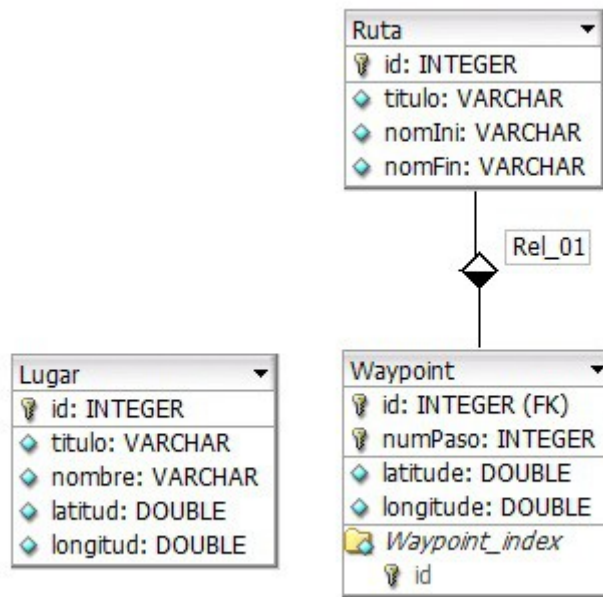 Ruta
id: INTEGER
titulo: VARCHAR
nomIni: VARCHAR
nomFin: VARCHAR
Rel_01
Lugar
id: INTEGER
titulo: VARCHAR
nombre: VARCHAR
latitud: DOUBLE
longitud: DOUBLE
Waypoint
id: INTEGER (FK)
numPaso: INTEGER
latitude: DOUBLE
longitude: DOUBLE
Waypoint_index
id